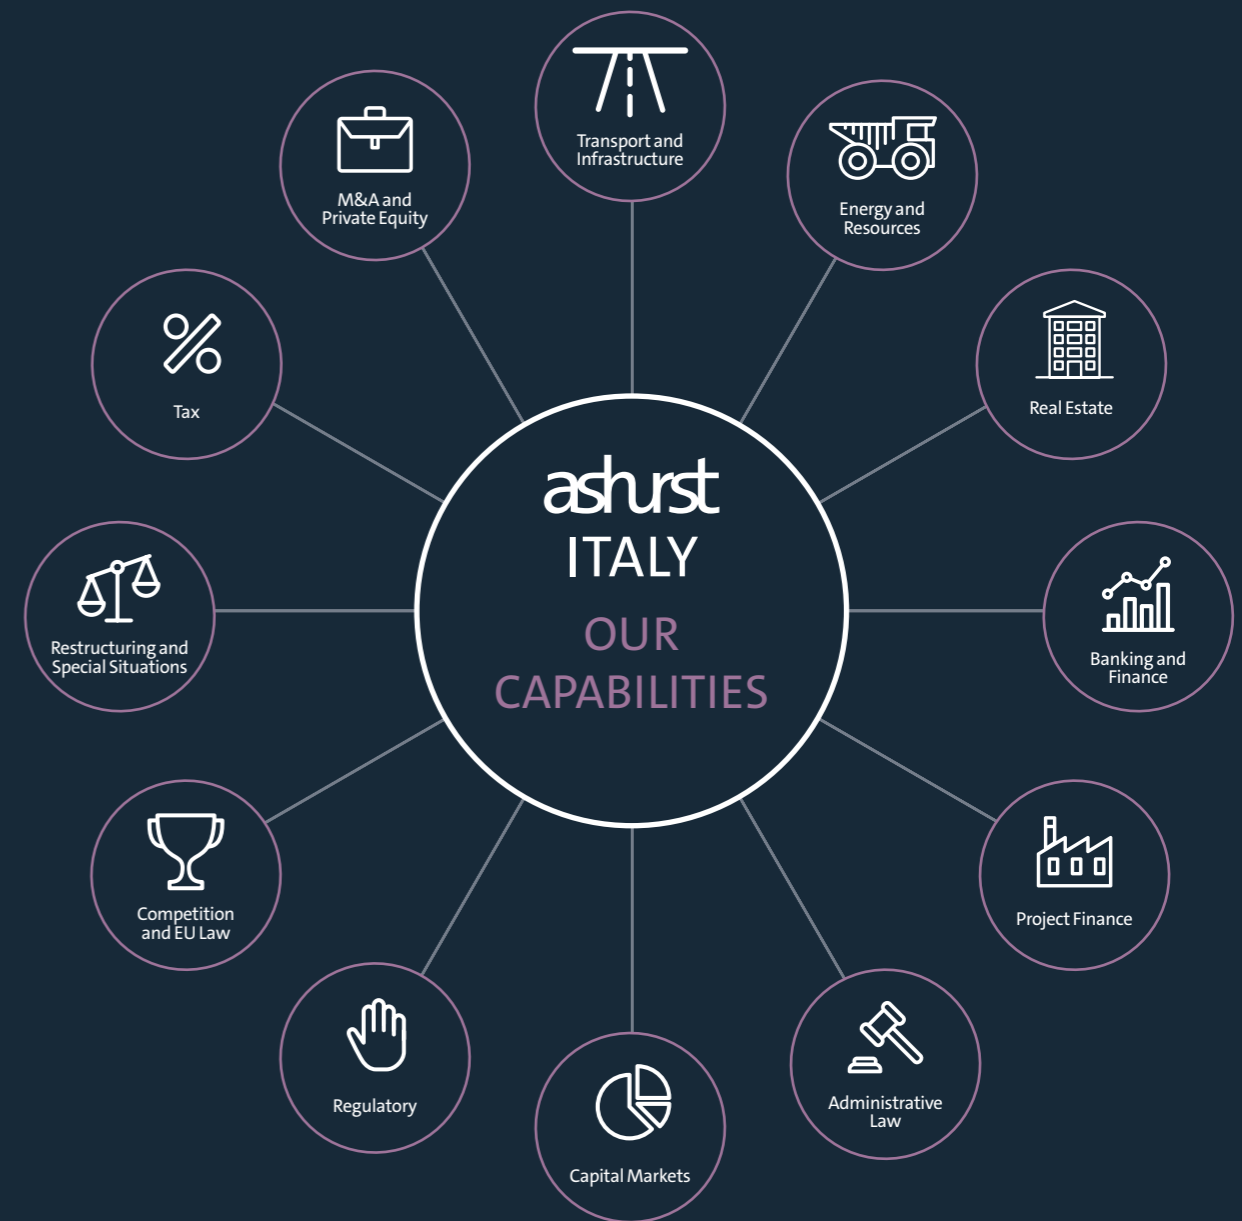 Transport and
Infrastructure
M&A and
Private Equity
Energy and
Resources
Tax
Real Estate
ashurst
ITALY
OUR
CAPABILITIES
Restructuring and
Special Situations
Banking and
Finance
Competition
and EU Law
Project Finance
Regulatory
Administrative
Law
Capital Markets